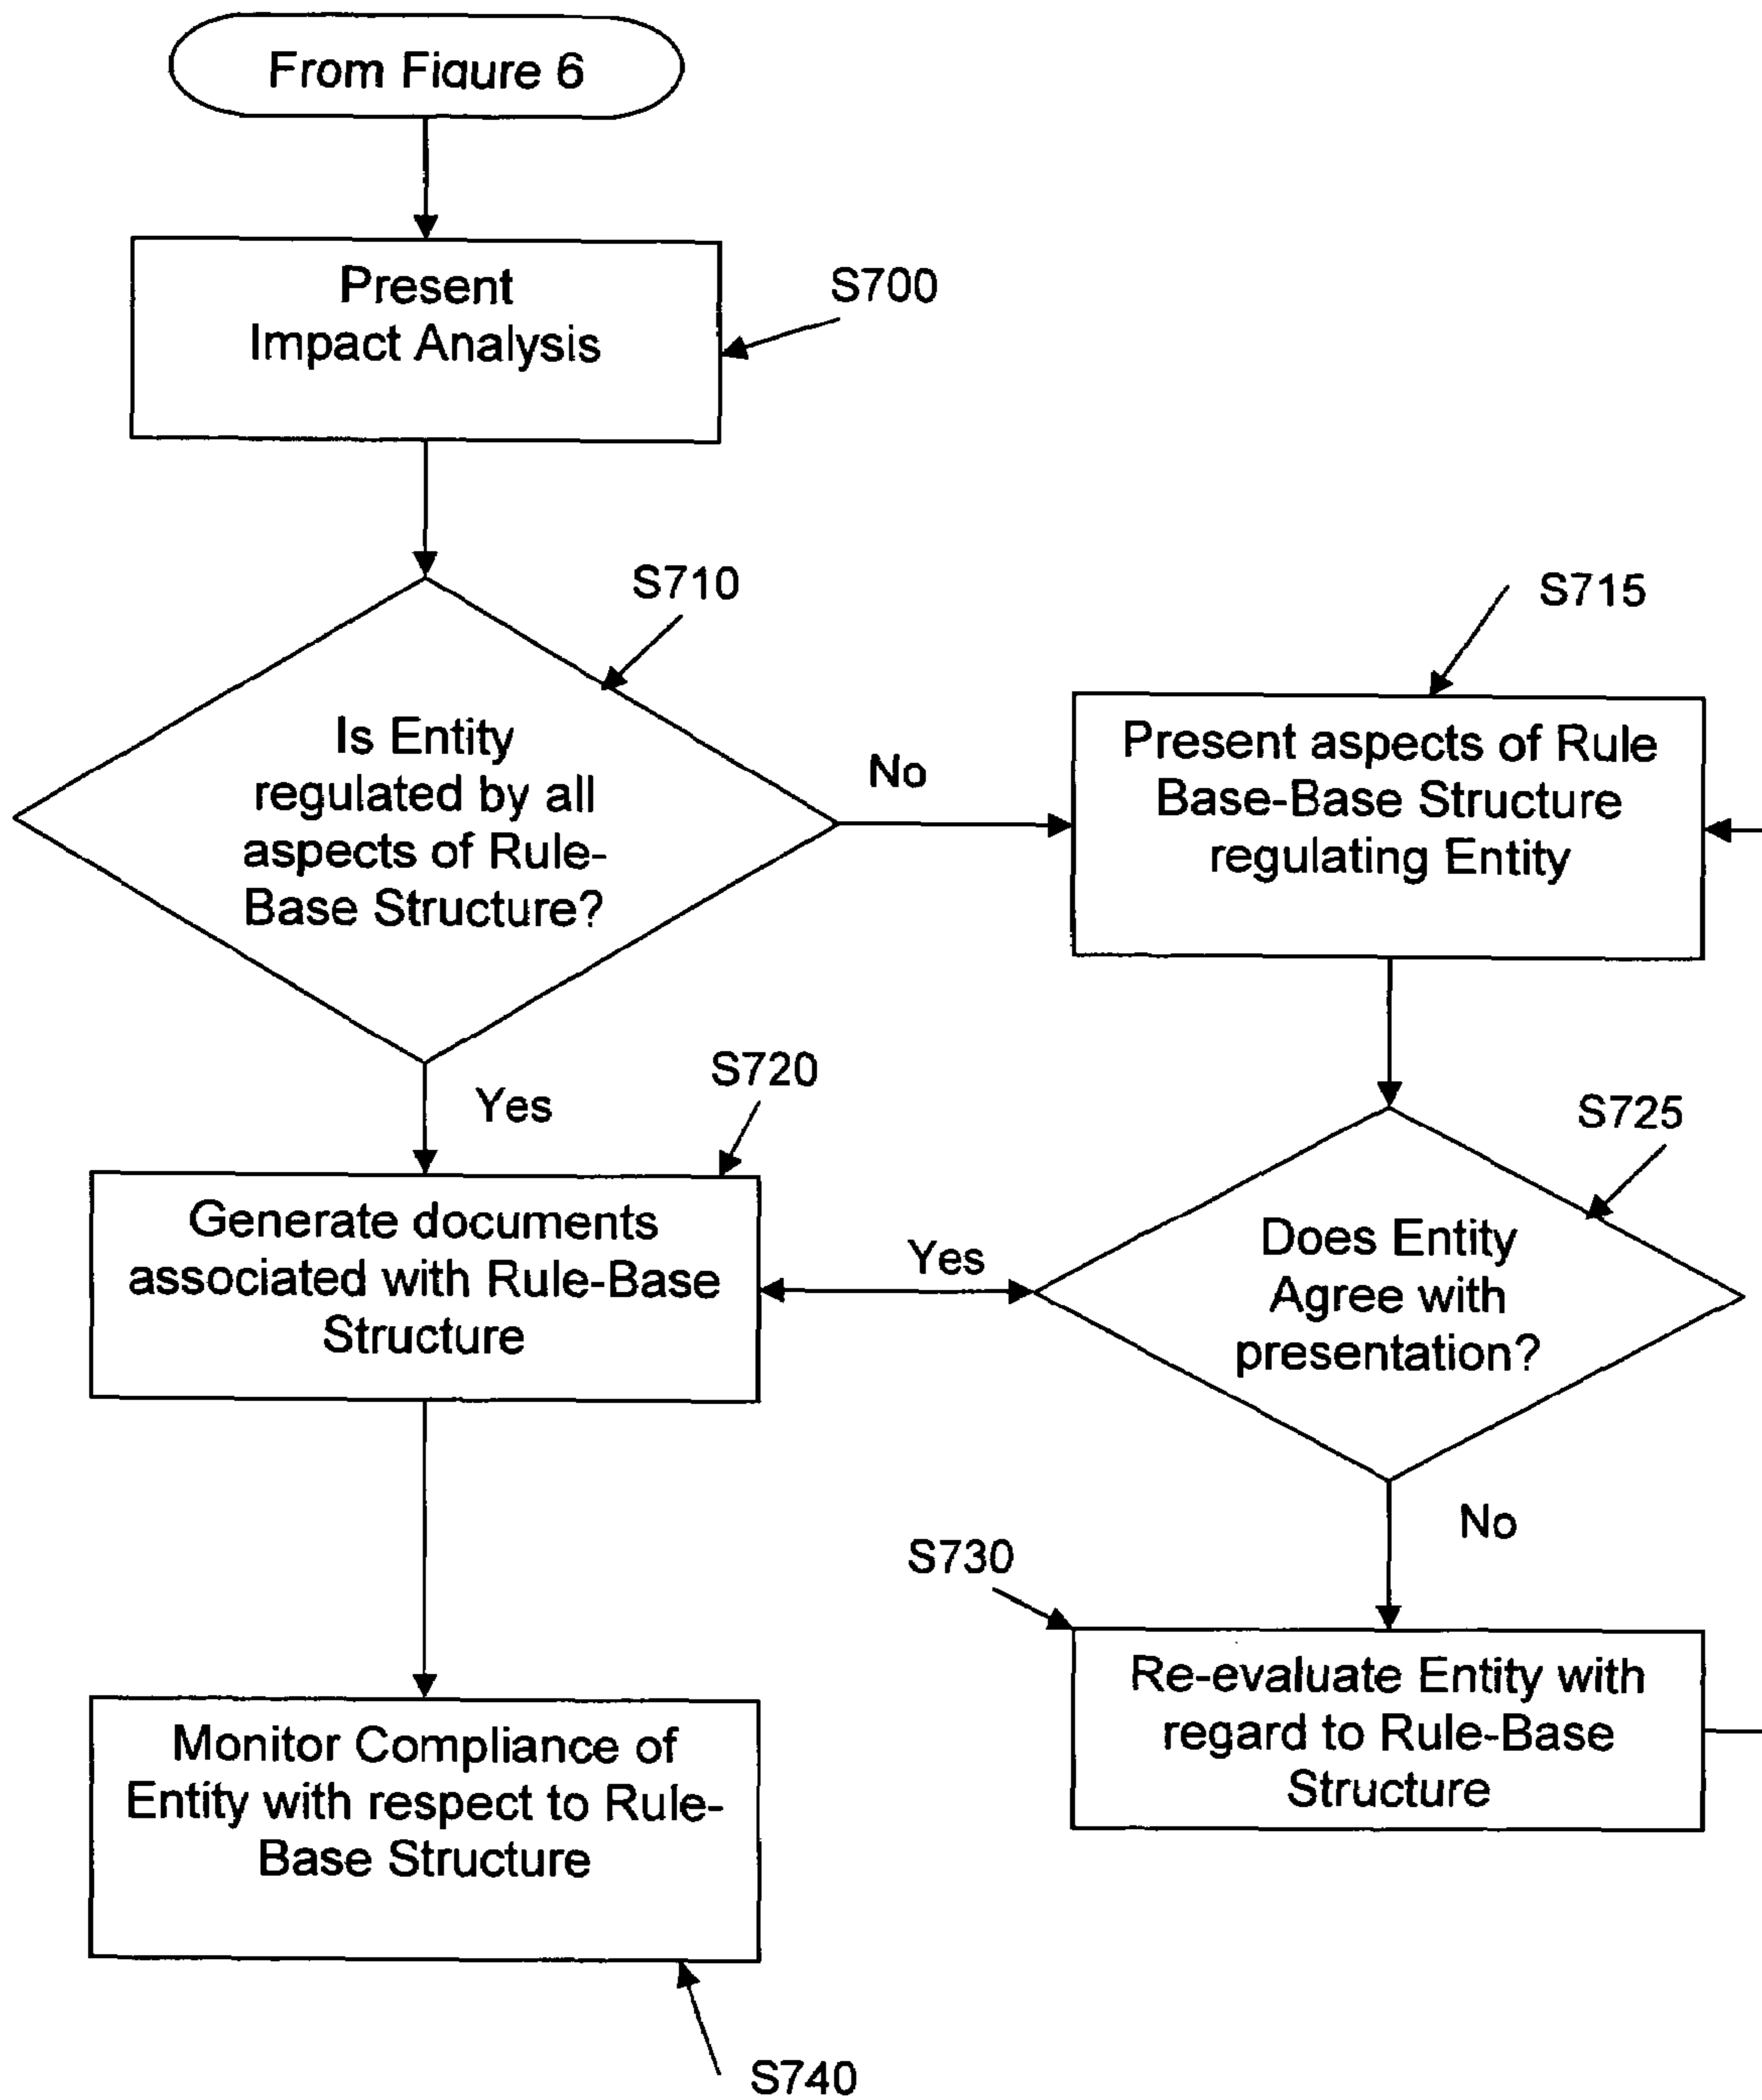 From Figure 6
Present
Impact Analysis
S700
S710
Is Entity
regulated by all
aspects of Rule-
Base Structure?
No
S715
Present aspects of Rule
Base-Base Structure
regulating Entity
Yes
S720
Generate documents
associated with Rule-Base
Structure
Yes
S725
Does Entity
Agree with
presentation?
No
S730
Re-evaluate Entity with
regard to Rule-Base
Structure
Monitor Compliance of
Entity with respect to Rule-
Base Structure
S740